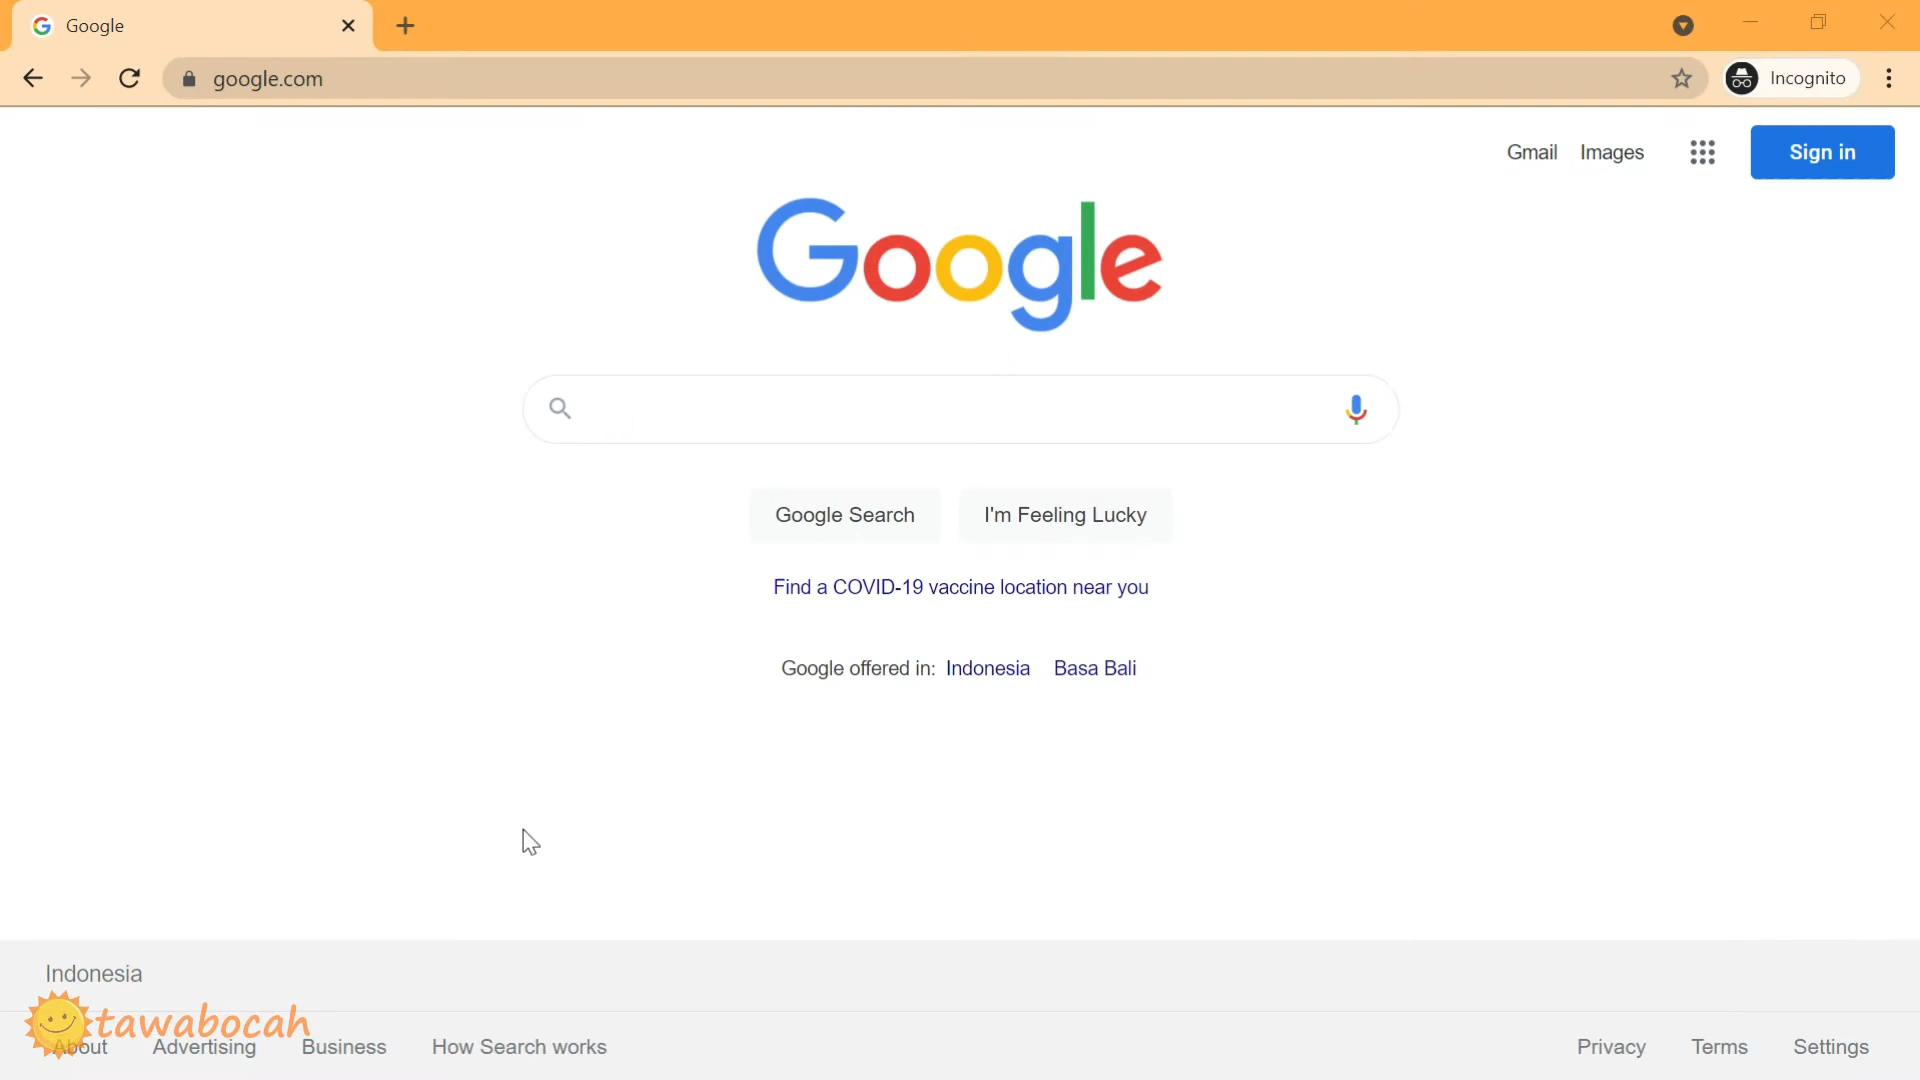 Google
google.com
Incognito
Gmail Images
Sign in
Google
Google Search I'm Feeling Lucky
Find a COVID-19 vaccine location near you
Google offered in: Indonesia Basa Bali
Indonesia
tawabocah
About Advertising Business How Search works
Privacy Terms Settings